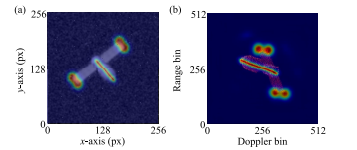 (a)
256
128
0
y-axis (px)
0 128 256
x-axis (px)
(b)
512
256
0
Range bin
0 256 512
Doppler bin